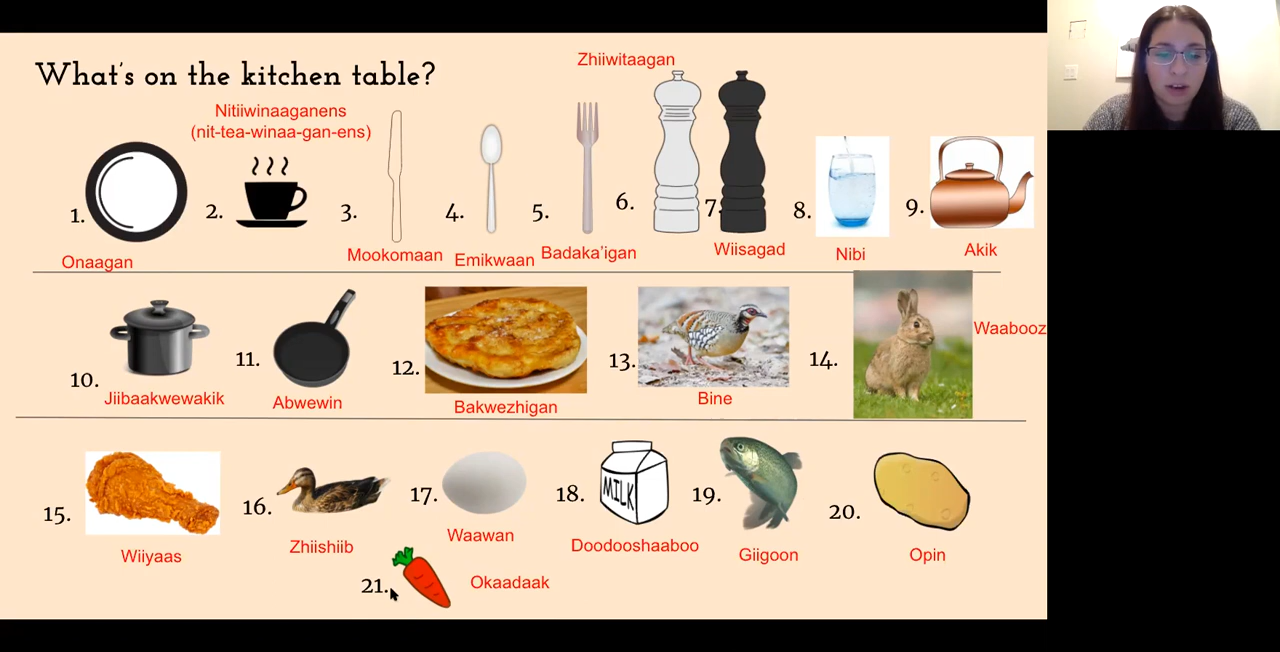 What's on the kitchen table?
Nitiiwinaaganens
(nit-tea-winaa-gan-ens)
Zhiiwitaagan
1.
2.
3.
4.
5.
6.
7.
8.
9.
Onaagan
Mookomaan
Emikwaan
Badaka'igan
Wiisagad
Nibi
Akik
10.
11.
12.
13.
14.
Jiibaakwewakik
Abwewin
Bakwezhigan
Bine
Waabooz
15.
16.
17.
18.
MILK
19.
20.
Wiiyaas
Zhiishiib
Waawan
Doodooshaaboo
Giigoon
Opin
21.
Okaadaak